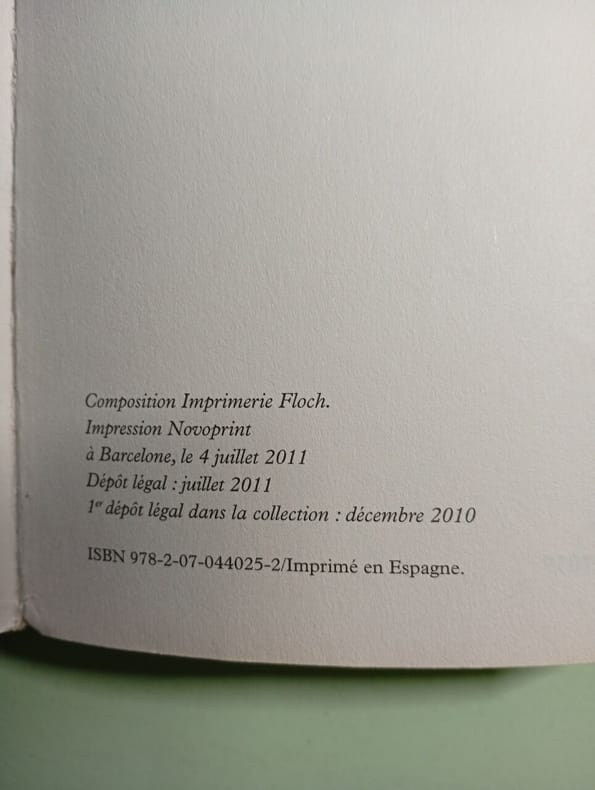 Composition Imprimerie Floch.
Impression Novoprint
à Barcelone, le 4 juillet 2011
Dépôt légal : juillet 2011
1er dépôt légal dans la collection : décembre 2010
ISBN 978-2-07-044025-2/Imprimé en Espagne.